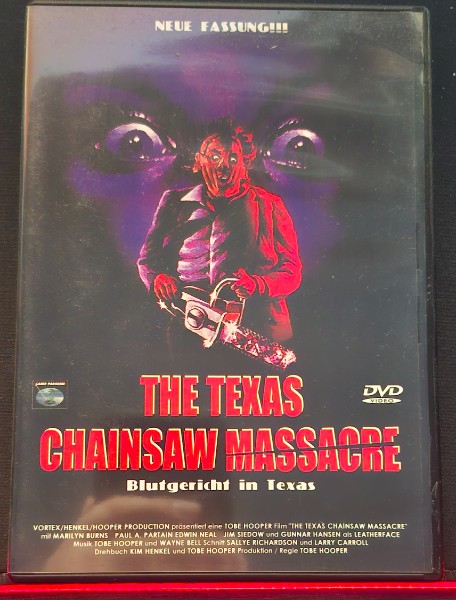 NEUE FASSUNG!!!
THE TEXAS
CHAINSAW MASSACRE
Blutgericht in Texas
DVD
VIDEO
VORTEX/HENKEL/HOOPER PRODUCTION präsentiert eine TOBE HOOPER Film "THE TEXAS CHAINSAW MASSACRE"
mit MARILYN BURNS PAUL A. PARTAIN EDWIN NEAL JIM SIEDOW und GUNNAR HANSEN als LEATHERFACE
Musik TOBE HOOPER und WAYNE BELL Schnitt SALLYE RICHARDSON und LARRY CARROLL
Drehbuch KIM HENKEL und TOBE HOOPER Produktion / Regie TOBE HOOPER